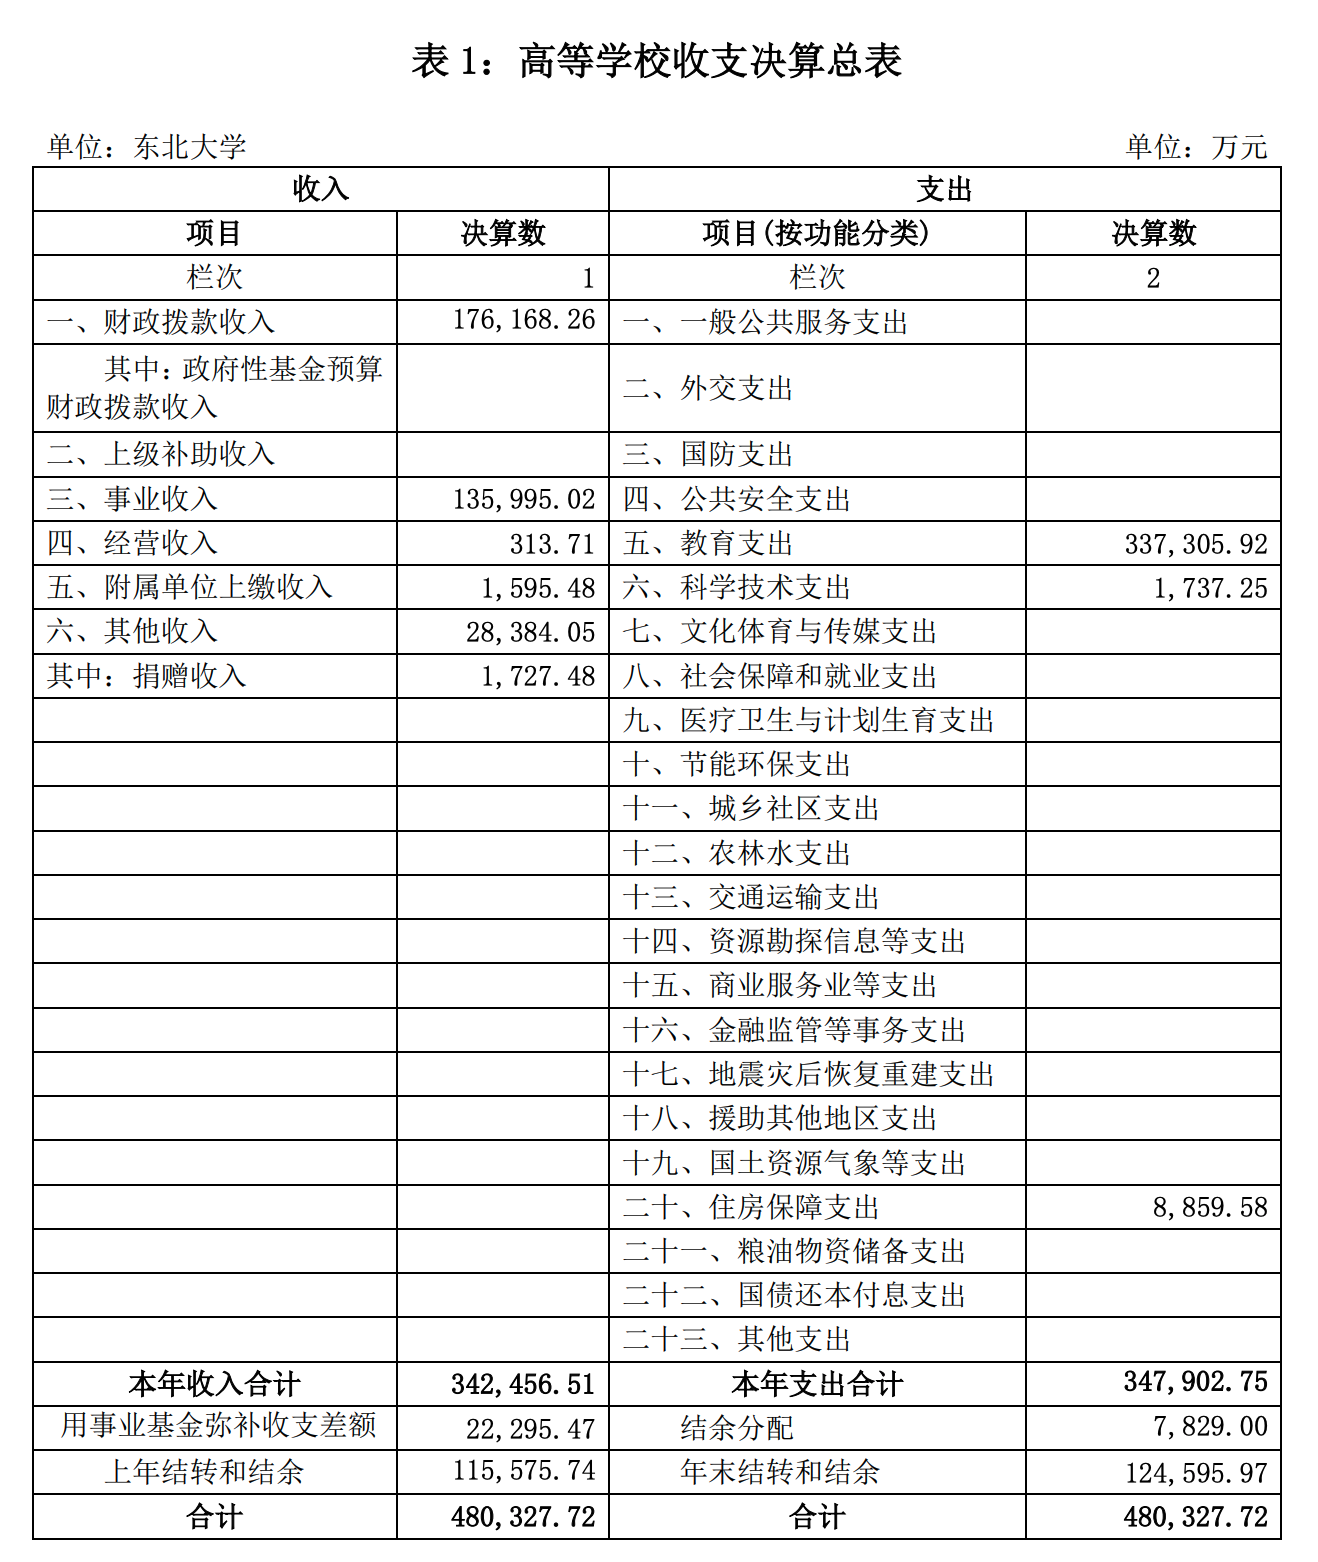 表 1：高等学校收支决算总表
单位：东北大学 单位：万元
收入 支出
项目 决算数 项目(按功能分类) 决算数
栏次 1 栏次 2
一、财政拨款收入 176,168.26 一、一般公共服务支出
其中:政府性基金预算
财政拨款收入
二、外交支出
二、上级补助收入 三、国防支出
三、事业收入 135,995.02 四、公共安全支出
四、经营收入 313.71 五、教育支出 337,305.92
五、附属单位上缴收入 1,595.48 六、科学技术支出 1,737.25
六、其他收入 28,384.05 七、文化体育与传媒支出
其中：捐赠收入 1,727.48 八、社会保障和就业支出
九、医疗卫生与计划生育支出
十、节能环保支出
十一、城乡社区支出
十二、农林水支出
十三、交通运输支出
十四、资源勘探信息等支出
十五、商业服务业等支出
十六、金融监管等事务支出
十七、地震灾后恢复重建支出
十八、援助其他地区支出
十九、国土资源气象等支出
二十、住房保障支出 8,859.58
二十一、粮油物资储备支出
二十二、国债还本付息支出
二十三、其他支出
本年收入合计 342,456.51 本年支出合计 347,902.75
用事业基金弥补收支差额 22,295.47 结余分配 7,829.00
上年结转和结余 115,575.74 年末结转和结余 124,595.97
合计 480,327.72 合计 480,327.72